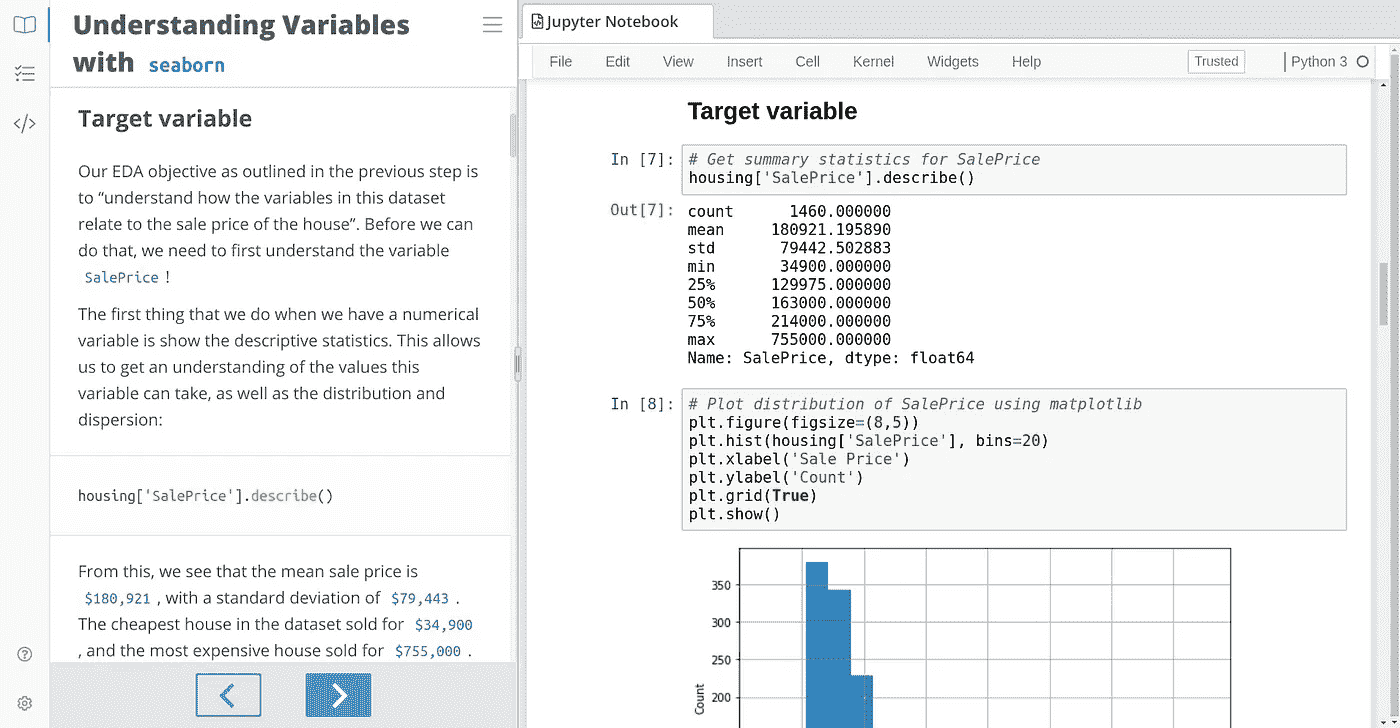 Understanding Variables
with seaborn
Target variable
Our EDA objective as outlined in the previous step is
to “understand how the variables in this dataset
relate to the sale price of the house”. Before we can
do that, we need to first understand the variable
SalePrice !
The first thing that we do when we have a numerical
variable is show the descriptive statistics. This allows
us to get an understanding of the values this
variable can take, as well as the distribution and
dispersion:
housing['SalePrice'].describe()
From this, we see that the mean sale price is
$180,921 , with a standard deviation of $79,443 .
The cheapest house in the dataset sold for $34,900
, and the most expensive house sold for $755,000 .
Jupyter Notebook
File Edit View Insert Cell Kernel Widgets Help Trusted Python 3
Target variable
In [7]: # Get summary statistics for SalePrice
housing['SalePrice'].describe()
Out[7]: count 1460.000000
mean 180921.195890
std 79442.502883
min 34900.000000
25% 129975.000000
50% 163000.000000
75% 214000.000000
max 755000.000000
Name: SalePrice, dtype: float64
In [8]: # Plot distribution of SalePrice using matplotlib
plt.figure(figsize=(8,5))
plt.hist(housing['SalePrice'], bins=20)
plt.xlabel('Sale Price')
plt.ylabel('Count')
plt.grid(True)
plt.show()
350
300
250
200
Count